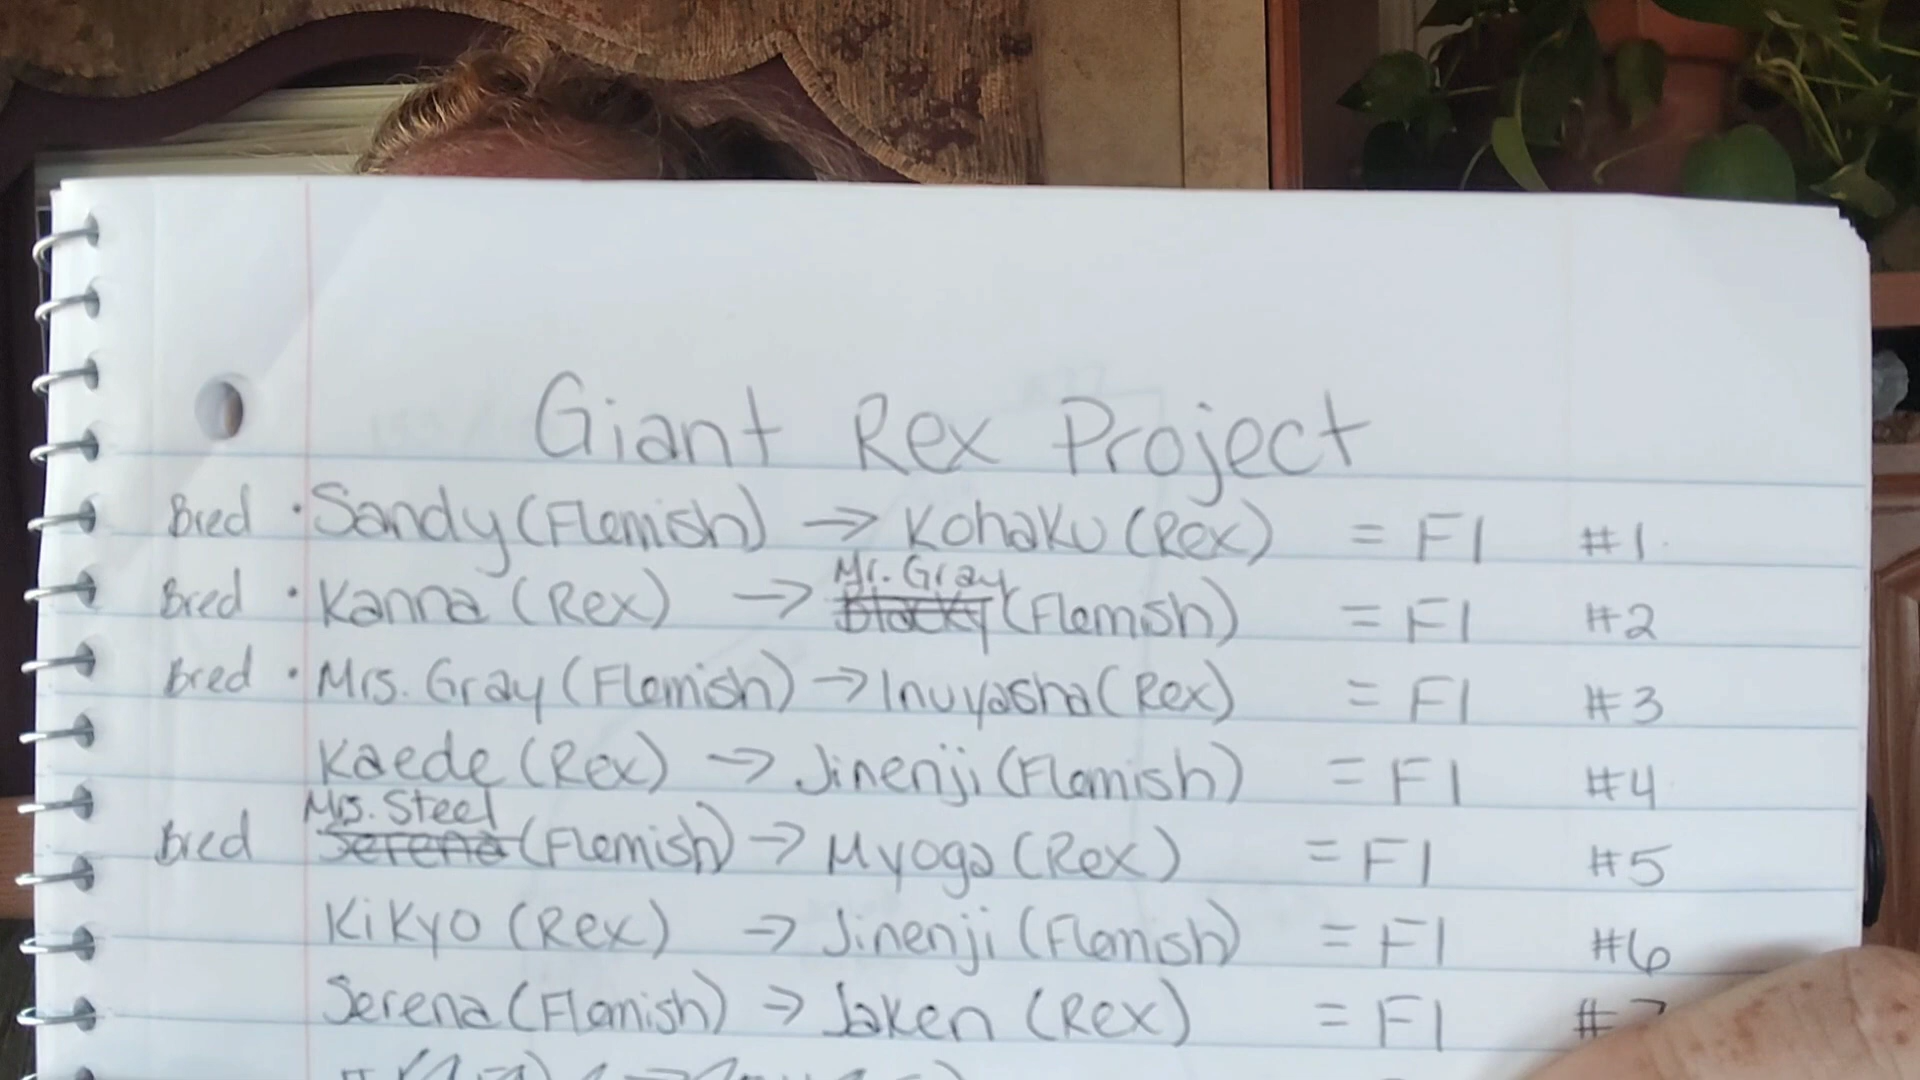 Giant Rex Project
Bred • Sandy (Flemish) → Kohaku (Rex) = F1 #1
Mr. Gray
Bred • Kanna (Rex) → Blacky (Flemish) = F1 #2
Bred • Mrs. Gray (Flemish) → Inuyasha (Rex) = F1 #3
Kaede (Rex) → Jinenji (Flemish) = F1 #4
Mrs. Steel
Bred Serena (Flemish) → Myoga (Rex) = F1 #5
Kikyo (Rex) → Jinenji (Flemish) = F1 #6
Serena (Flemish) → Jaken (Rex) = F1 #7